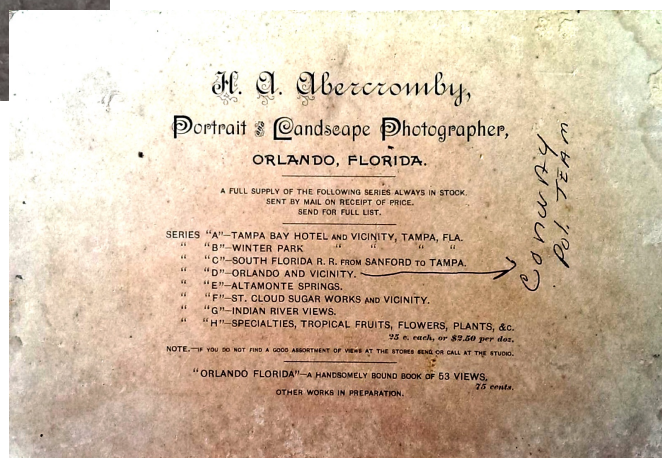 H. A. Abercromby,
Portrait & Landscape Photographer,
ORLANDO, FLORIDA.
A FULL SUPPLY OF THE FOLLOWING SERIES ALWAYS IN STOCK.
SENT BY MAIL ON RECEIPT OF PRICE.
SEND FOR FULL LIST.
SERIES "A"—TAMPA BAY HOTEL AND VICINITY, TAMPA, FLA.
" "B"—WINTER PARK " " " "
" "C"—SOUTH FLORIDA R. R. FROM SANFORD TO TAMPA.
" "D"—ORLANDO AND VICINITY.
" "E"—ALTAMONTE SPRINGS.
" "F"—ST. CLOUD SUGAR WORKS AND VICINITY.
" "G"—INDIAN RIVER VIEWS.
" "H"—SPECIALTIES, TROPICAL FRUITS, FLOWERS, PLANTS, &C.
25 c. each, or $2.50 per doz.
NOTE.—IF YOU DO NOT FIND A GOOD ASSORTMENT OF VIEWS AT THE STORES SEND OR CALL AT THE STUDIO.
"ORLANDO FLORIDA"—A HANDSOMELY BOUND BOOK OF 53 VIEWS,
75 cents.
OTHER WORKS IN PREPARATION.
CONWAY
Pol. TEAM